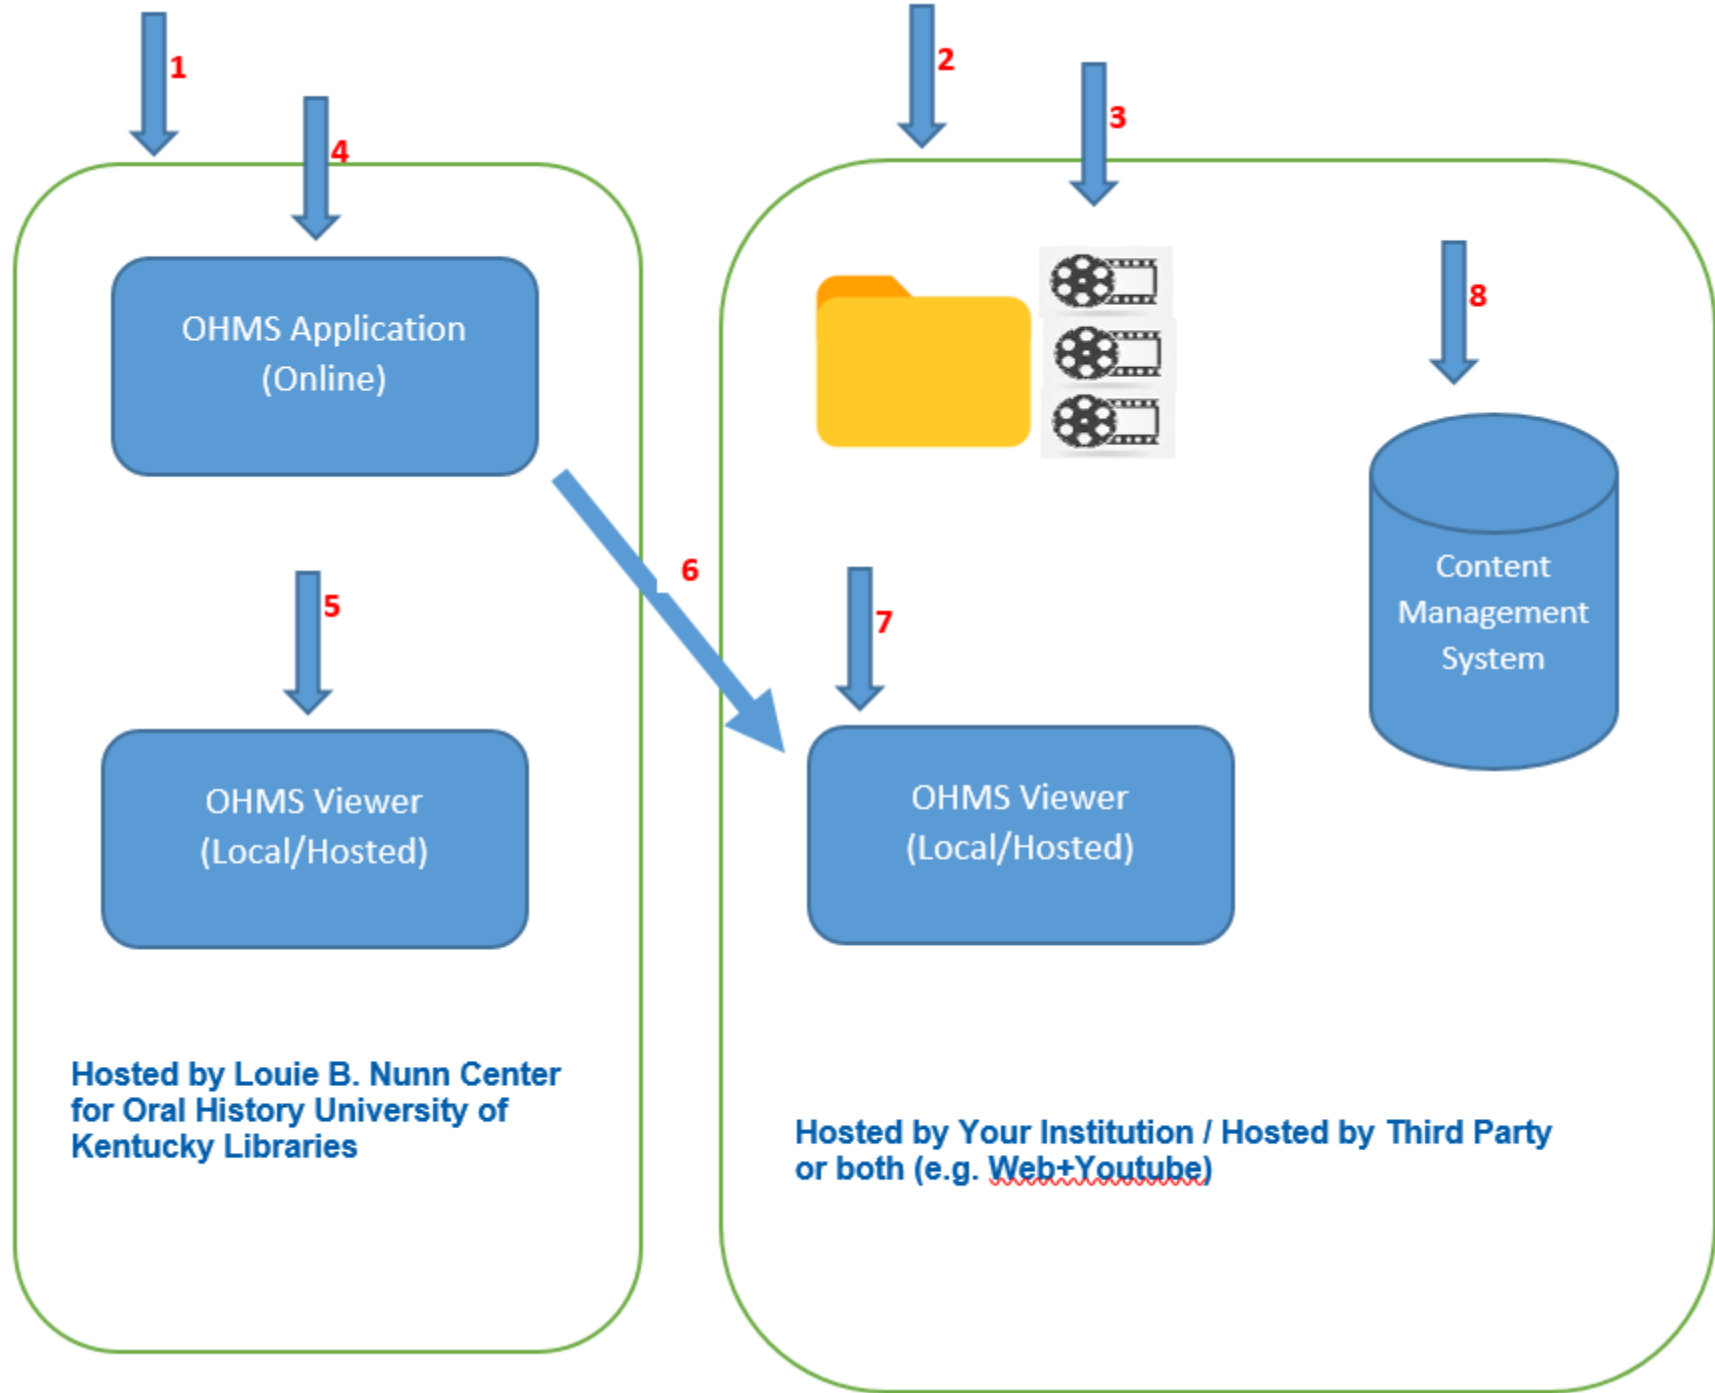 1
2
3
4
OHMS Application
(Online)
8
5
6
7
Content
Management
System
OHMS Viewer
(Local/Hosted)
OHMS Viewer
(Local/Hosted)
Hosted by Louie B. Nunn Center
for Oral History University of
Kentucky Libraries
Hosted by Your Institution / Hosted by Third Party
or both (e.g. Web+Youtube)